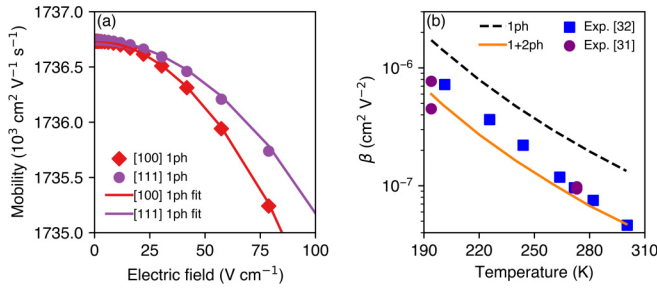 (a)
Mobility (10³ cm² V⁻¹ s⁻¹)
1737.0
1736.5
1736.0
1735.5
1735.0
[100] 1ph
[111] 1ph
[100] 1ph fit
[111] 1ph fit
0
25
50
75
100
Electric field (V cm⁻¹)
(b)
1ph
1+2ph
Exp. [32]
Exp. [31]
β (cm² V⁻²)
10⁻⁶
10⁻⁷
190
220
250
280
310
Temperature (K)